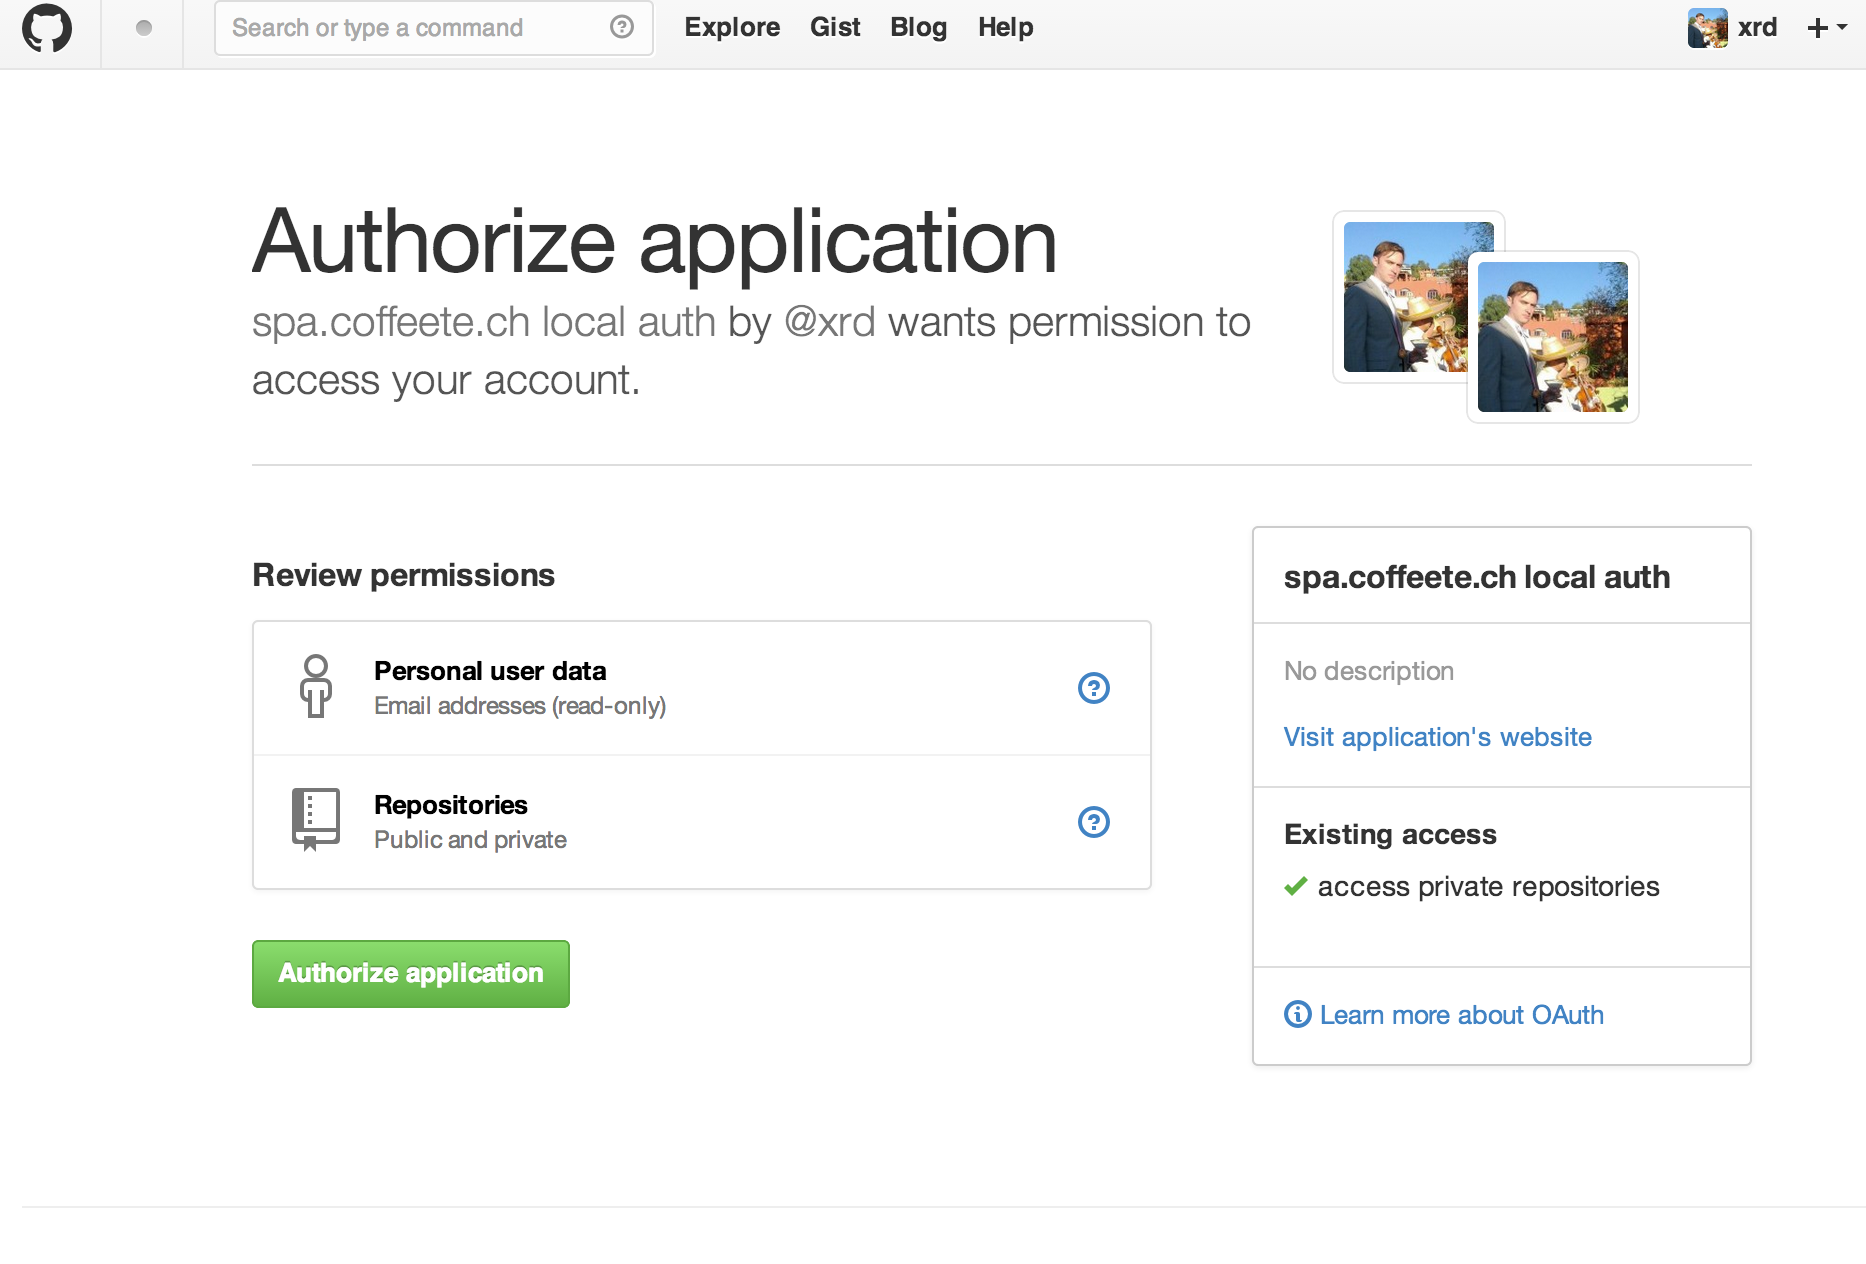 Search or type a command
Explore Gist Blog Help
xrd
Authorize application
spa.coffeete.ch local auth by @xrd wants permission to
access your account.
Review permissions
Personal user data
Email addresses (read-only)
Repositories
Public and private
Authorize application
spa.coffeete.ch local auth
No description
Visit application's website
Existing access
access private repositories
Learn more about OAuth